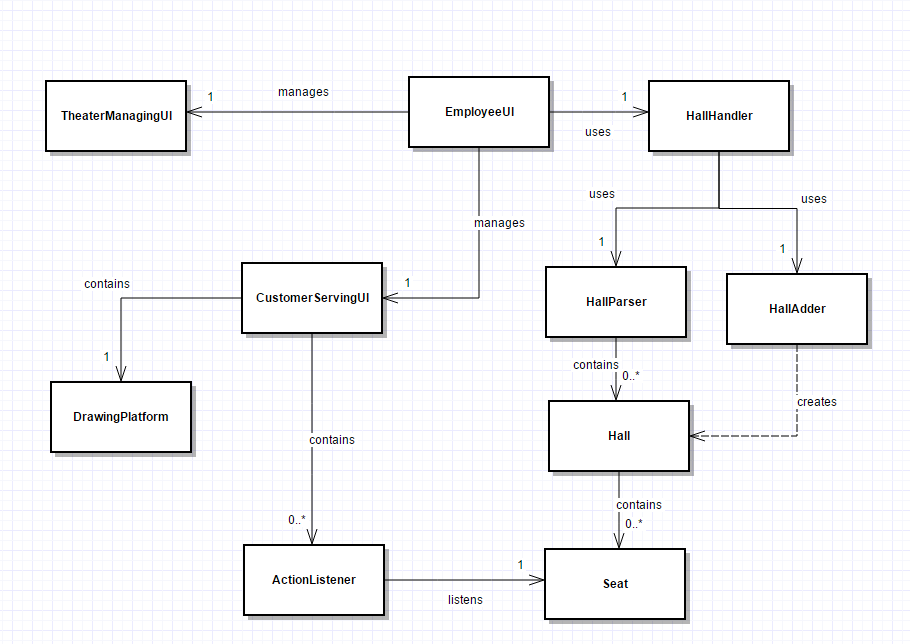 manages
1
1
TheaterManagingUI
EmployeeUI
HallHandler
uses
uses
uses
manages
1
1
contains
1
CustomerServingUI
HallParser
HallAdder
1
contains
0..*
DrawingPlatform
creates
contains
Hall
contains
0..*
0..*
1
ActionListener
Seat
listens